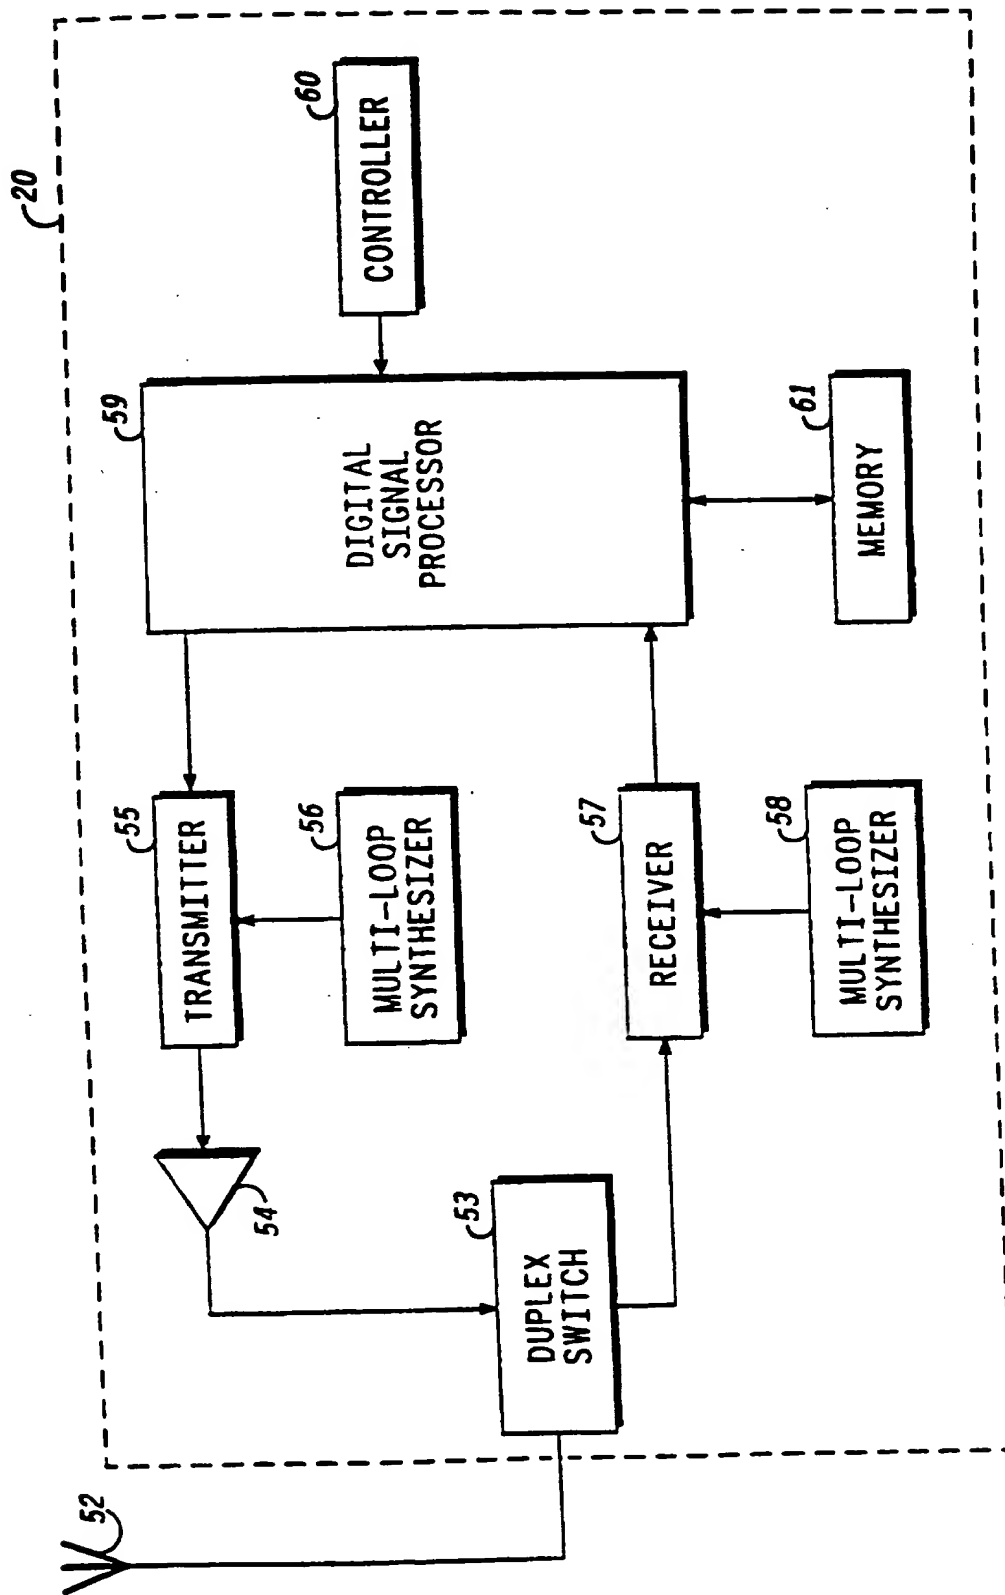 20
52
53
DUPLEX
SWITCH
54
55
TRANSMITTER
56
MULTI-LOOP
SYNTHESIZER
57
RECEIVER
58
MULTI-LOOP
SYNTHESIZER
59
DIGITAL
SIGNAL
PROCESSOR
60
CONTROLLER
61
MEMORY